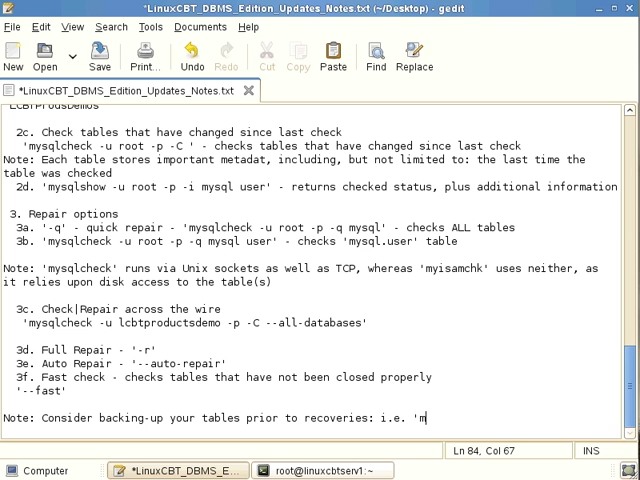 *LinuxCBT_DBMS_Edition_Updates_Notes.txt (~/Desktop) - gedit
File Edit View Search Tools Documents Help
New Open Save Print... Undo Redo Cut Copy Paste Find Replace
*LinuxCBT_DBMS_Edition_Updates_Notes.txt
LCBTProdsDemos
2c. Check tables that have changed since last check
'mysqlcheck -u root -p -C ' - checks tables that have changed since last check
Note: Each table stores important metadat, including, but not limited to: the last time the
table was checked
2d. 'mysqlshow -u root -p -i mysql user' - returns checked status, plus additional information
3. Repair options
3a. '-q' - quick repair - 'mysqlcheck -u root -p -q mysql' - checks ALL tables
3b. 'mysqlcheck -u root -p -q mysql user' - checks 'mysql.user' table
Note: 'mysqlcheck' runs via Unix sockets as well as TCP, whereas 'myisamchk' uses neither, as
it relies upon disk access to the table(s)
3c. Check|Repair across the wire
'mysqlcheck -u lcbtproductsdemo -p -C --all-databases'
3d. Full Repair - '-r'
3e. Auto Repair - '--auto-repair'
3f. Fast check - checks tables that have not been closed properly
'--fast'
Note: Consider backing-up your tables prior to recoveries: i.e. 'm
Ln 84, Col 67 INS
Computer *LinuxCBT_DBMS_E... root@linuxcbtserv1:~